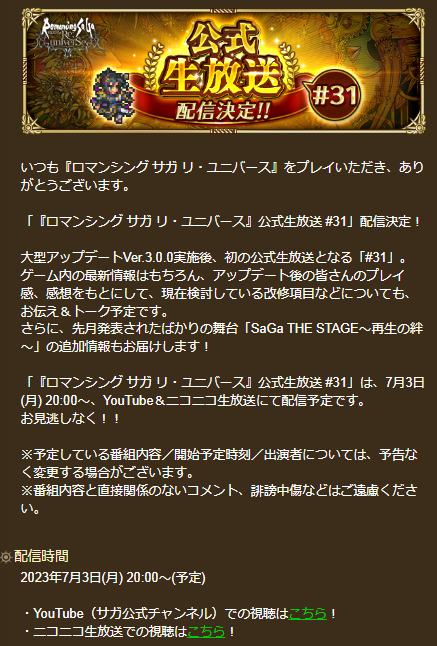 Romancing SaGa
Re;univerSe
公式
生放送
配信決定!!
#31
いつも『ロマンシング サガ リ・ユニバース』をプレイいただき、あり
がとうございます。
「『ロマンシング サガ リ・ユニバース』公式生放送 #31」配信決定！
大型アップデートVer.3.0.0実施後、初の公式生放送となる「#31」。
ゲーム内の最新情報はもちろん、アップデート後の皆さんのプレイ
感、感想をもとにして、現在検討している改修項目などについても、
お伝え＆トーク予定です。
さらに、先月発表されたばかりの舞台「SaGa THE STAGE～再生の絆
～」の追加情報もお届けします！
「『ロマンシング サガ リ・ユニバース』公式生放送 #31」は、7月3日
(月) 20:00～、YouTube＆ニコニコ生放送にて配信予定です。
お見逃しなく！！
※予定している番組内容／開始予定時刻／出演者については、予告な
く変更する場合がございます。
※番組内容と直接関係のないコメント、誹謗中傷などはご遠慮くださ
い。
配信時間
2023年7月3日(月) 20:00～(予定)
・YouTube（サガ公式チャンネル）での視聴はこちら！
・ニコニコ生放送での視聴はこちら！